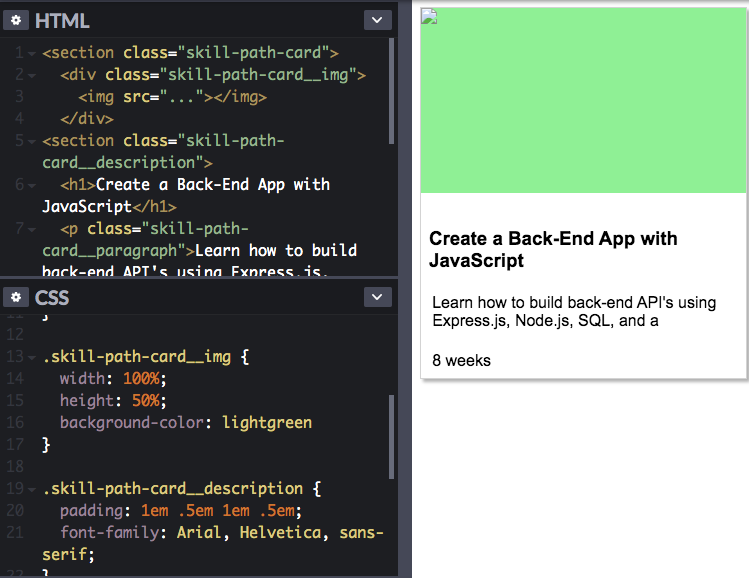 HTML
1 <section class="skill-path-card">
2 <div class="skill-path-card__img">
3 <img src="..."></img>
4 </div>
5 <section class="skill-path-
card__description">
6 <h1>Create a Back-End App with
JavaScript</h1>
7 <p class="skill-path-
card__paragraph">Learn how to build
back-end API's using Express.js,
CSS
11 }
12
13 .skill-path-card__img {
14 width: 100%;
15 height: 50%;
16 background-color: lightgreen
17 }
18
19 .skill-path-card__description {
20 padding: 1em .5em 1em .5em;
21 font-family: Arial, Helvetica, sans-
serif;
22 }
Create a Back-End App with
JavaScript
Learn how to build back-end API's using
Express.js, Node.js, SQL, and a
8 weeks